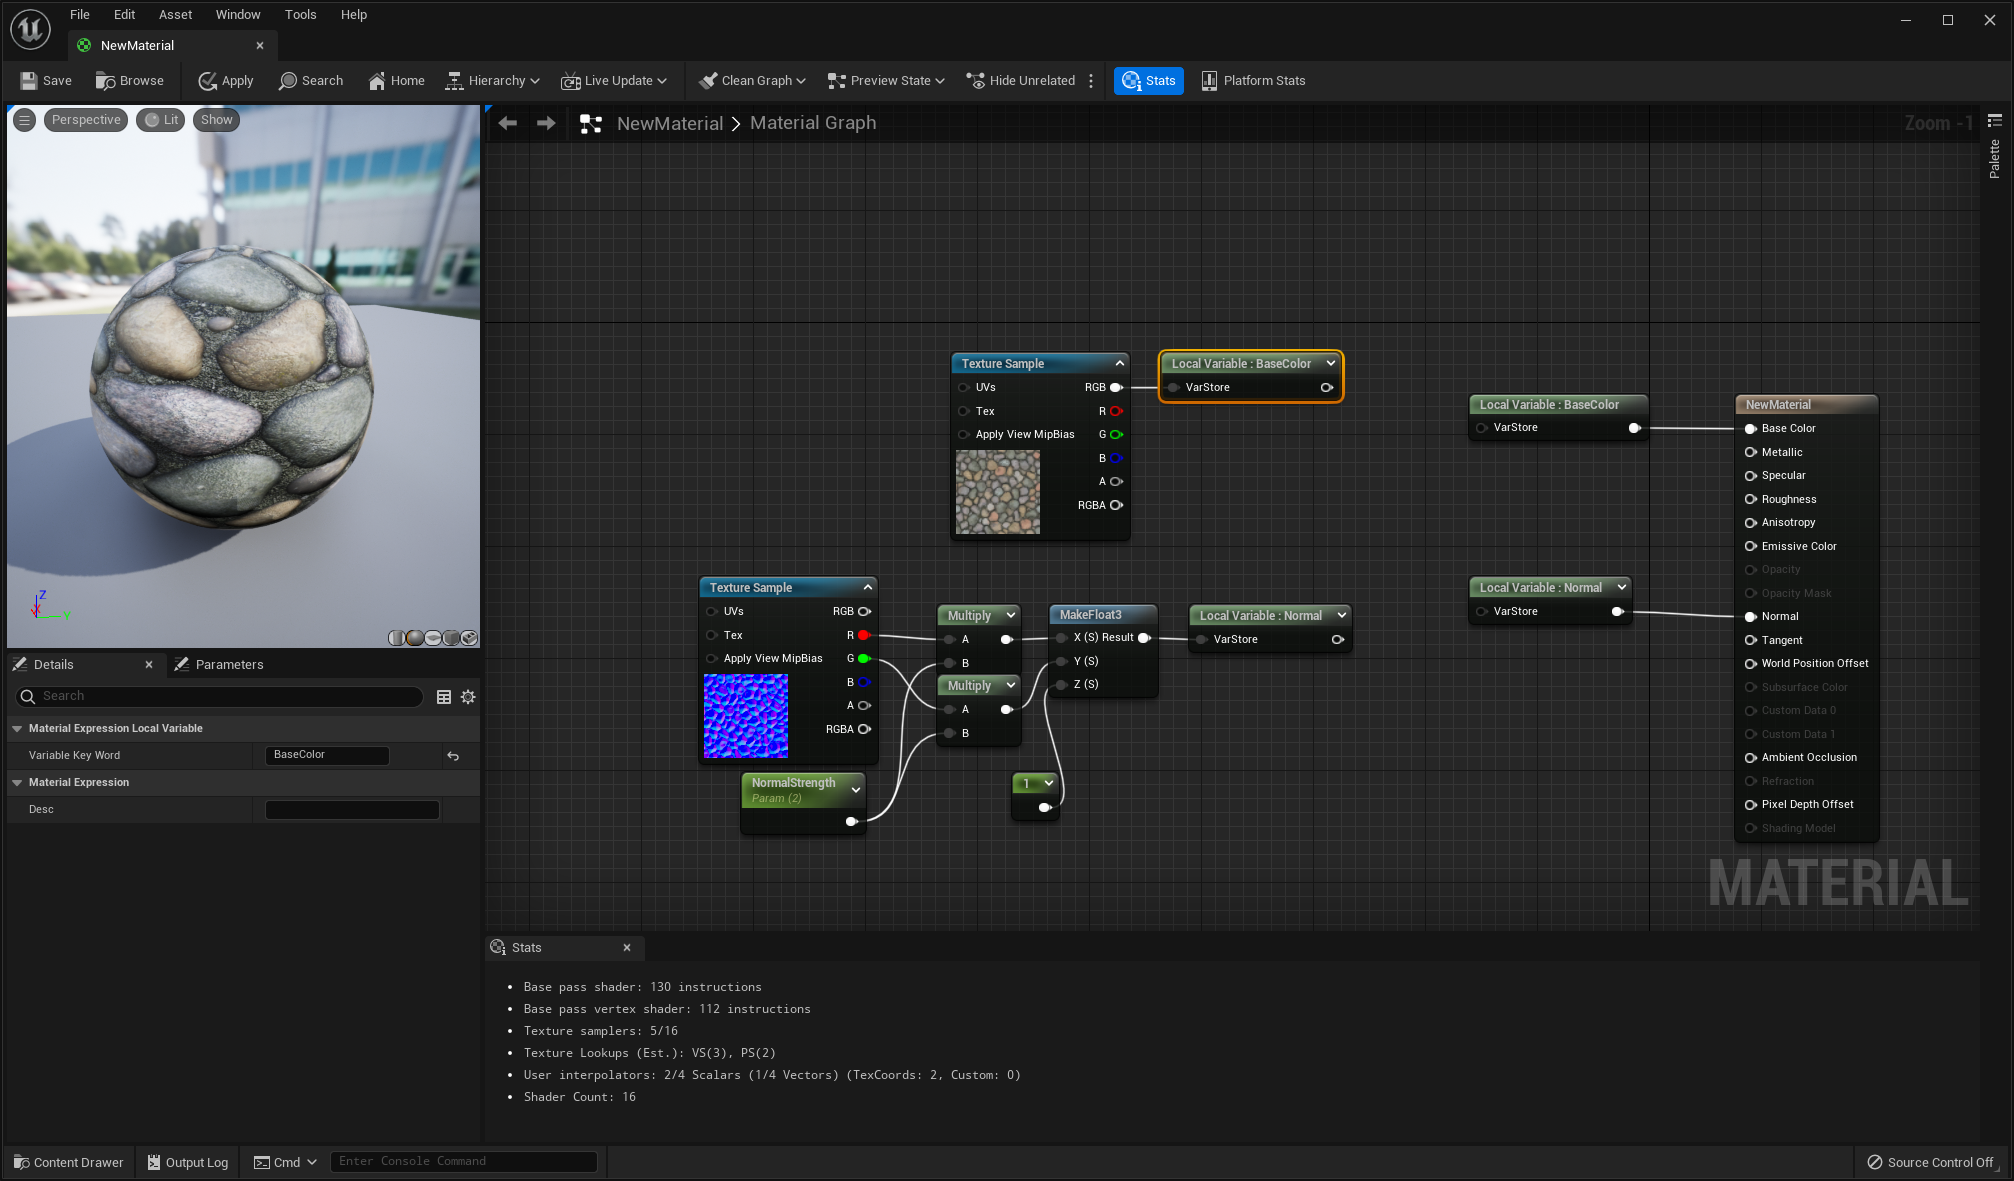 File Edit Asset Window Tools Help
NewMaterial
Save Browse Apply Search Home Hierarchy Live Update Clean Graph Preview State Hide Unrelated Stats Platform Stats
Perspective Lit Show
NewMaterial > Material Graph
Zoom -1
Palette
Texture Sample
UVs RGB
Tex R
Apply View MipBias G
B
A
RGBA
Local Variable : BaseColor
VarStore
Local Variable : BaseColor
VarStore
NewMaterial
Base Color
Metallic
Specular
Roughness
Anisotropy
Emissive Color
Opacity
Opacity Mask
Normal
Tangent
World Position Offset
Subsurface Color
Custom Data 0
Custom Data 1
Ambient Occlusion
Refraction
Pixel Depth Offset
Shading Model
Texture Sample
UVs RGB
Tex R
Apply View MipBias G
B
A
RGBA
Multiply
A
B
Multiply
A
B
MakeFloat3
X (S) Result
Y (S)
Z (S)
Local Variable : Normal
VarStore
Local Variable : Normal
VarStore
NormalStrength
Param (2)
1
MATERIAL
Z
X
Y
Details
Parameters
Search
Material Expression Local Variable
Variable Key Word BaseColor
Material Expression
Desc
Stats
• Base pass shader: 130 instructions
• Base pass vertex shader: 112 instructions
• Texture samplers: 5/16
• Texture Lookups (Est.): VS(3), PS(2)
• User interpolators: 2/4 Scalars (1/4 Vectors) (TexCoords: 2, Custom: 0)
• Shader Count: 16
Content Drawer Output Log Cmd Enter Console Command Source Control Off